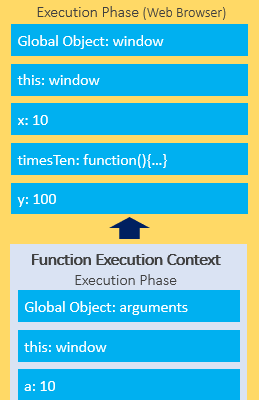 Execution Phase (Web Browser)
Global Object: window
this: window
x: 10
timesTen: function(){...}
y: 100
Function Execution Context
Execution Phase
Global Object: arguments
this: window
a: 10